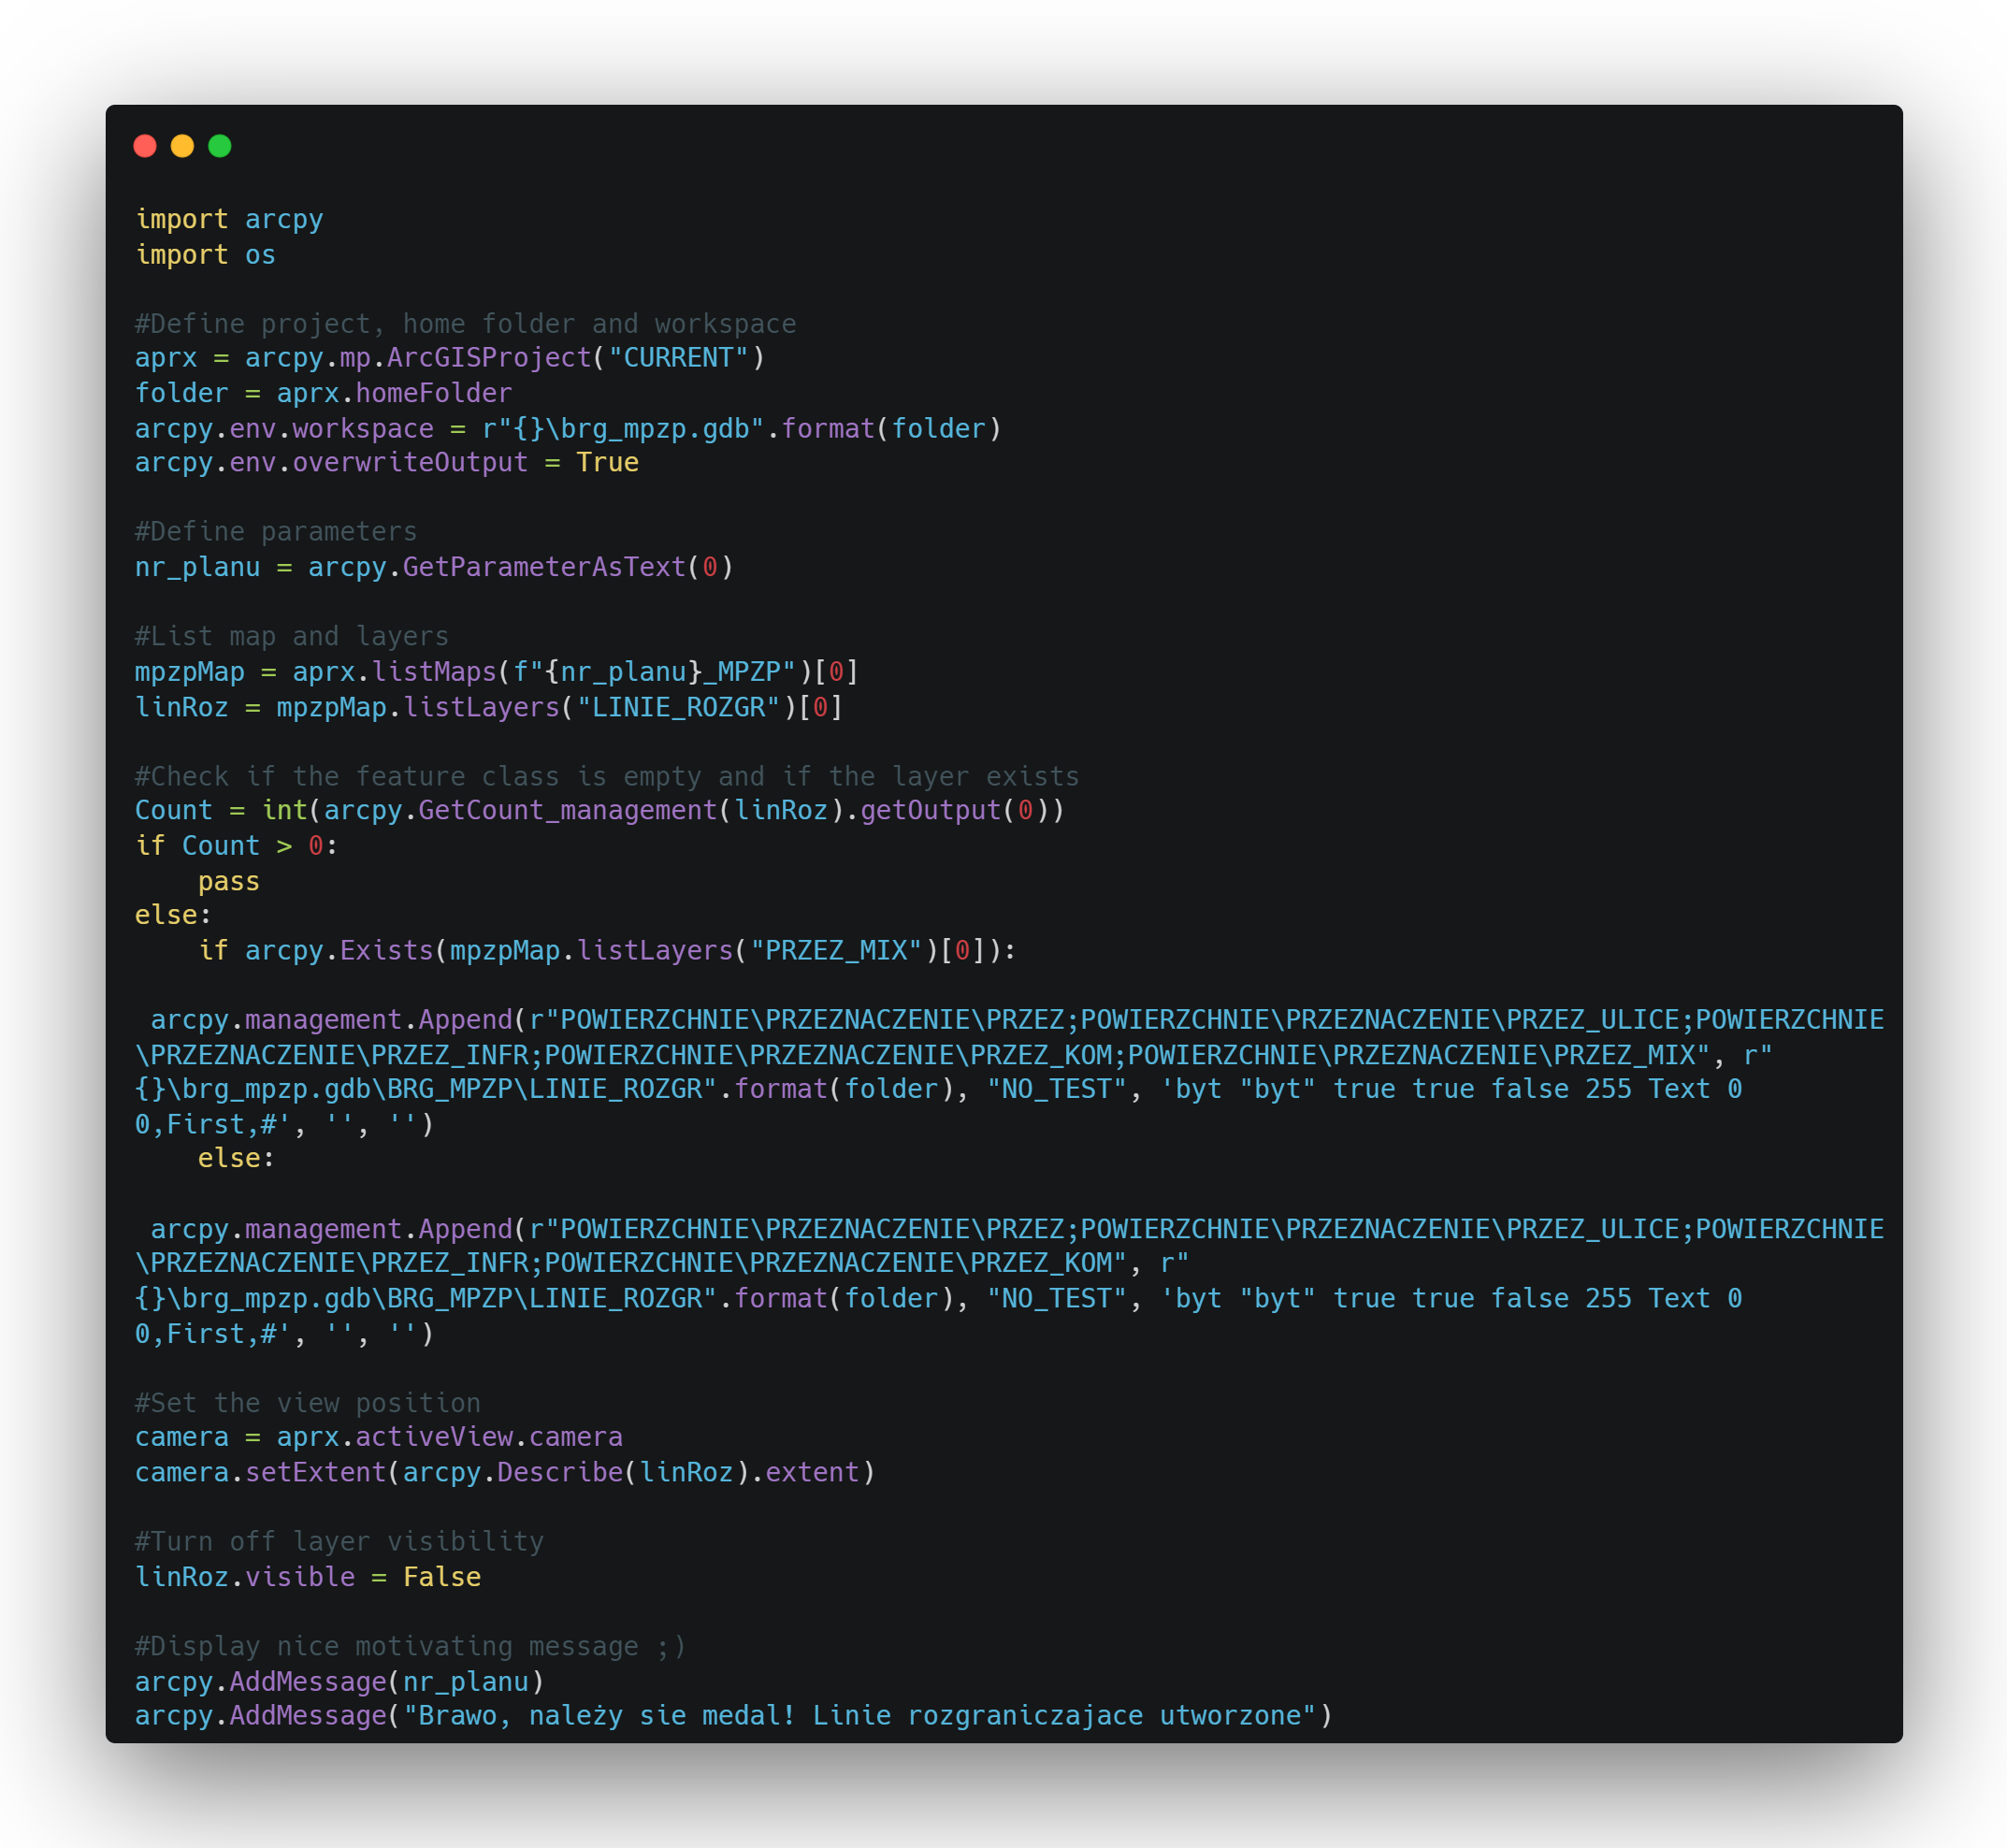 import arcpy
import os
#Define project, home folder and workspace
aprx = arcpy.mp.ArcGISProject("CURRENT")
folder = aprx.homeFolder
arcpy.env.workspace = r"{}\brg_mpzp.gdb".format(folder)
arcpy.env.overwriteOutput = True
#Define parameters
nr_planu = arcpy.GetParameterAsText(0)
#List map and layers
mpzpMap = aprx.listMaps(f"{nr_planu}_MPZP")[0]
linRoz = mpzpMap.listLayers("LINIE_ROZGR")[0]
#Check if the feature class is empty and if the layer exists
Count = int(arcpy.GetCount_management(linRoz).getOutput(0))
if Count > 0:
    pass
else:
    if arcpy.Exists(mpzpMap.listLayers("PRZEZ_MIX")[0]):
 arcpy.management.Append(r"POWIERZCHNIE\PRZEZNACZENIE\PRZEZ;POWIERZCHNIE\PRZEZNACZENIE\PRZEZ_ULICE;POWIERZCHNIE
\PRZEZNACZENIE\PRZEZ_INFR;POWIERZCHNIE\PRZEZNACZENIE\PRZEZ_KOM;POWIERZCHNIE\PRZEZNACZENIE\PRZEZ_MIX", r"
{}\brg_mpzp.gdb\BRG_MPZP\LINIE_ROZGR".format(folder), "NO_TEST", 'byt "byt" true true false 255 Text 0
0,First,#', '', '')
    else:
 arcpy.management.Append(r"POWIERZCHNIE\PRZEZNACZENIE\PRZEZ;POWIERZCHNIE\PRZEZNACZENIE\PRZEZ_ULICE;POWIERZCHNIE
\PRZEZNACZENIE\PRZEZ_INFR;POWIERZCHNIE\PRZEZNACZENIE\PRZEZ_KOM", r"
{}\brg_mpzp.gdb\BRG_MPZP\LINIE_ROZGR".format(folder), "NO_TEST", 'byt "byt" true true false 255 Text 0
0,First,#', '', '')
#Set the view position
camera = aprx.activeView.camera
camera.setExtent(arcpy.Describe(linRoz).extent)
#Turn off layer visibility
linRoz.visible = False
#Display nice motivating message ;)
arcpy.AddMessage(nr_planu)
arcpy.AddMessage("Brawo, należy sie medal! Linie rozgraniczajace utworzone")